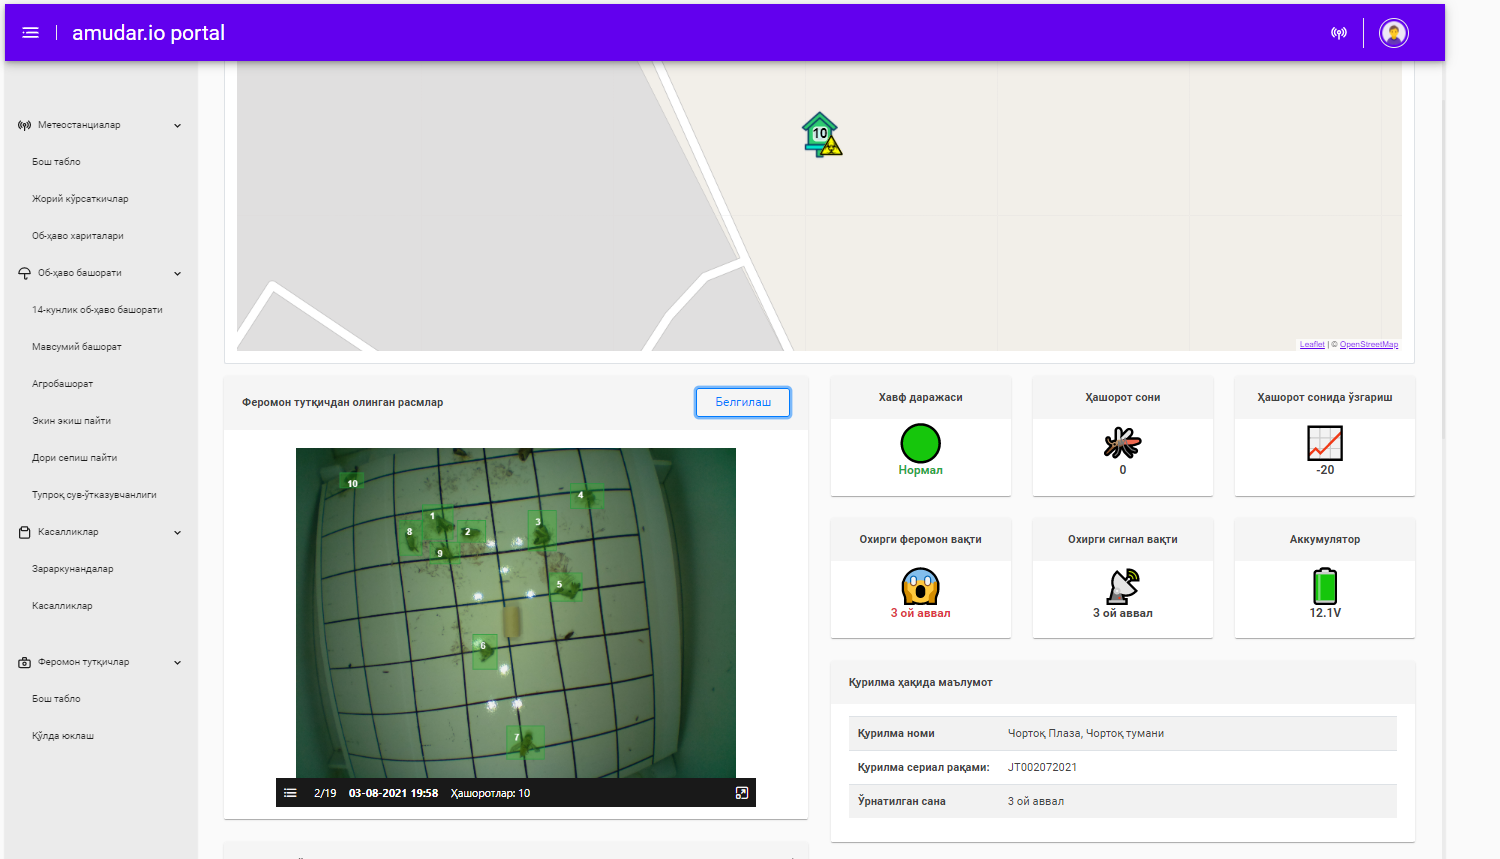 amudar.io portal
Метеостанциалар
Бош табло
Жорий кўрсаткичлар
Об-ҳаво хариталари
Об-ҳаво башорати
14-кунлик об-ҳаво башорати
Мавсумий башорат
Агробашорат
Экин экиш пайти
Дори сепиш пайти
Тупроқ сув-ўтказувчанлиги
Касалликлар
Зараркунандалар
Касалликлар
Феромон тутқичлар
Бош табло
Қўлда юклаш
10
Leaflet | © OpenStreetMap
Феромон тутқичдан олинган расмлар
Белгилаш
10
4
1
3
8
2
9
5
6
7
2/19 03-08-2021 19:58 Ҳашоротлар: 10
Хавф даражаси
Нормал
Ҳашорот сони
0
Ҳашорот сонида ўзгариш
-20
Охирги феромон вақти
3 ой аввал
Охирги сигнал вақти
3 ой аввал
Аккумулятор
12.1V
Қурилма ҳақида маълумот
Қурилма номи Чортоқ Плаза, Чортоқ тумани
Қурилма сериал рақами: JT002072021
Ўрнатилган сана 3 ой аввал